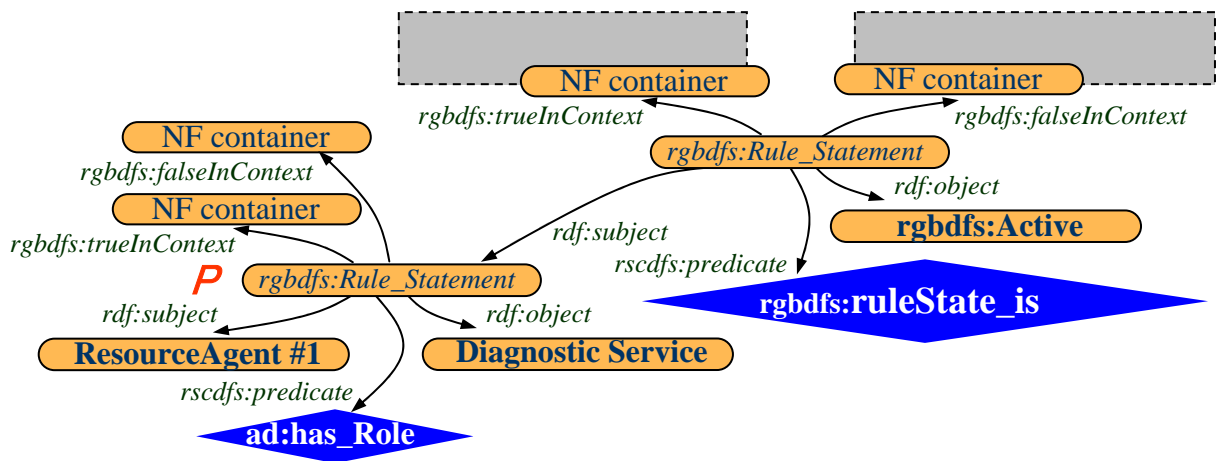 NF container
NF container
rgbdfs:trueInContext
rgbdfs:falseInContext
NF container
rgbdfs:Rule_Statement
rgbdfs:falseInContext
rdf:object
NF container
rgbdfs:Active
rgbdfs:trueInContext
rdf:subject
rscdfs:predicate
P
rgbdfs:Rule_Statement
rgbdfs:ruleState_is
rdf:subject
rdf:object
ResourceAgent #1
Diagnostic Service
rscdfs:predicate
ad:has_Role